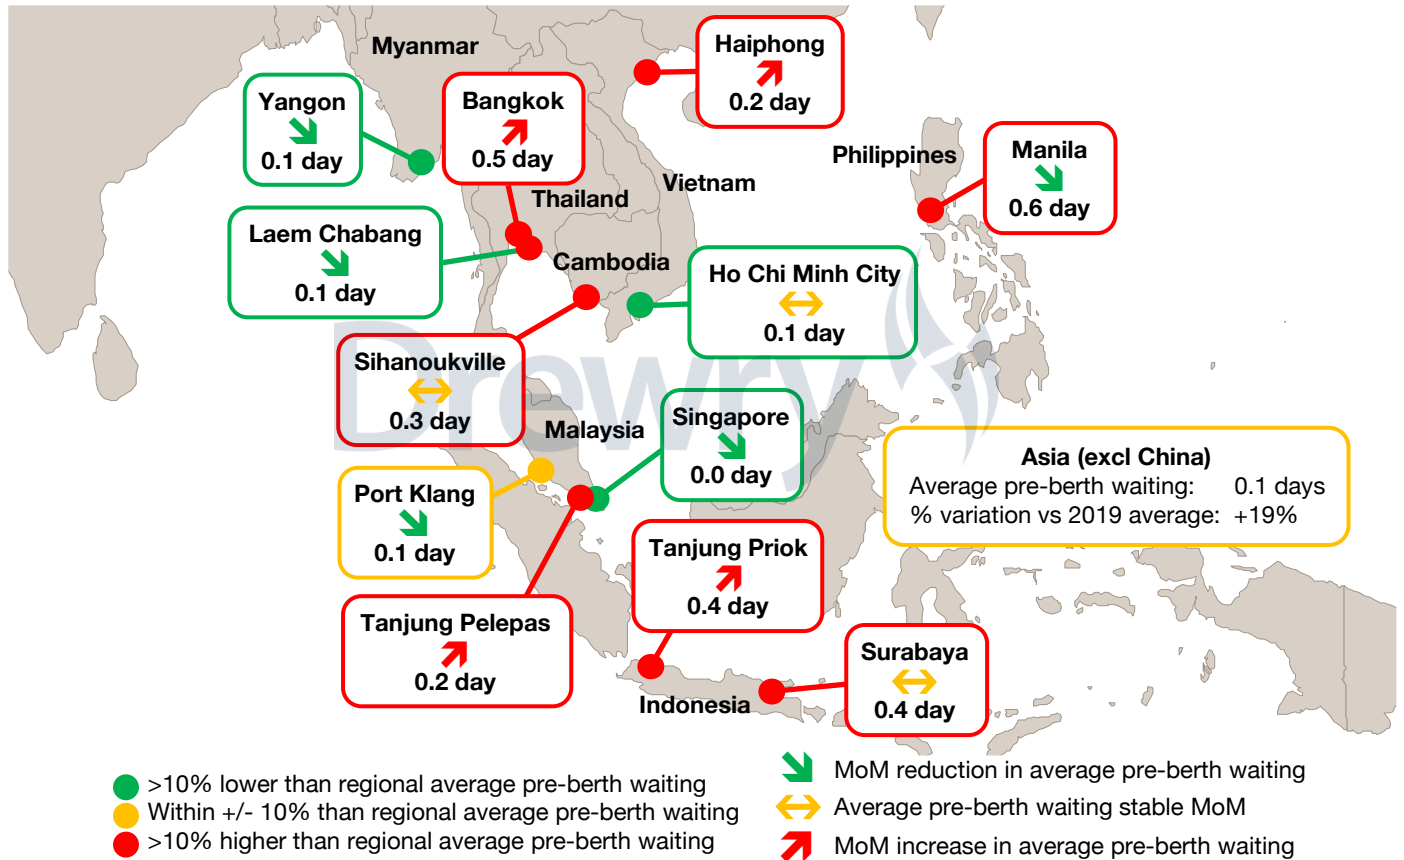 Myanmar
Haiphong
0.2 day
Yangon
0.1 day
Bangkok
0.5 day
Philippines
Manila
0.6 day
Vietnam
Thailand
Laem Chabang
0.1 day
Cambodia
Ho Chi Minh City
0.1 day
Drewry
Sihanoukville
0.3 day
Malaysia
Singapore
0.0 day
Asia (excl China)
Average pre-berth waiting: 0.1 days
% variation vs 2019 average: +19%
Port Klang
0.1 day
Tanjung Priok
0.4 day
Tanjung Pelepas
0.2 day
Surabaya
0.4 day
Indonesia
>10% lower than regional average pre-berth waiting
Within +/- 10% than regional average pre-berth waiting
>10% higher than regional average pre-berth waiting
MoM reduction in average pre-berth waiting
Average pre-berth waiting stable MoM
MoM increase in average pre-berth waiting